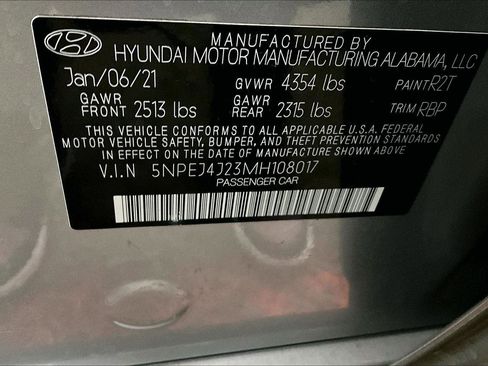 MANUFACTURED BY
HYUNDAI MOTOR MANUFACTURING ALABAMA, LLC
Jan/06/21 GVWR 4354 lbs PAINT R2T
GAWR FRONT 2513 lbs GAWR REAR 2315 lbs TRIM RBP
THIS VEHICLE CONFORMS TO ALL APPLICABLE U.S.A. FEDERAL
MOTOR VEHICLE SAFETY, BUMPER, AND THEFT PREVENTION STANDARDS
IN EFFECT ON THE DATE OF MANUFACTURE SHOWN ABOVE.
V.I.N 5NPEJ4J23MH108017
PASSENGER CAR